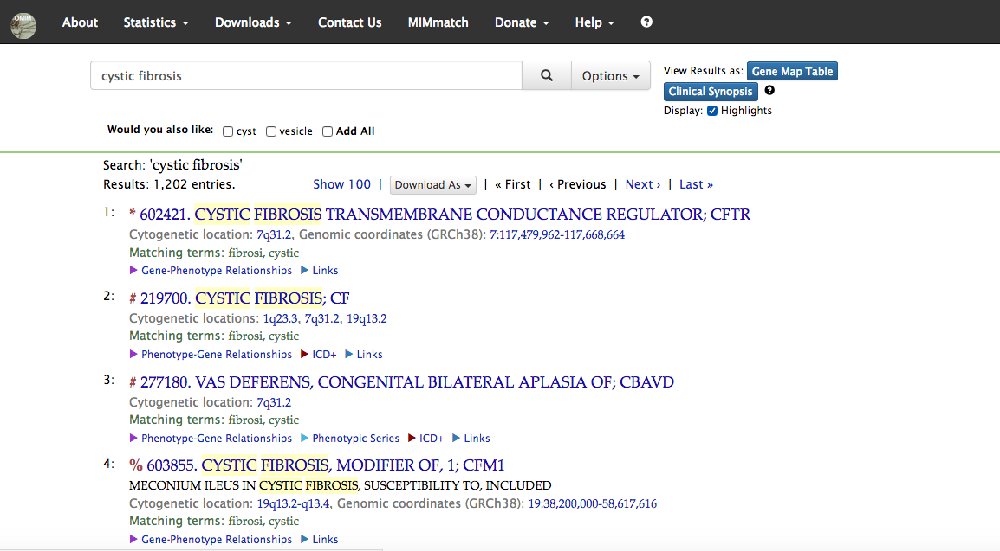 OMIM
About Statistics Downloads Contact Us MIMmatch Donate Help ?
cystic fibrosis Options
View Results as: Gene Map Table
Clinical Synopsis ?
Display: Highlights
Would you also like: cyst vesicle Add All
Search: 'cystic fibrosis'
Results: 1,202 entries. Show 100 | Download As | « First | ‹ Previous | Next › | Last »
1: * 602421. CYSTIC FIBROSIS TRANSMEMBRANE CONDUCTANCE REGULATOR; CFTR
Cytogenetic location: 7q31.2, Genomic coordinates (GRCh38): 7:117,479,962-117,668,664
Matching terms: fibrosi, cystic
Gene-Phenotype Relationships Links
2: # 219700. CYSTIC FIBROSIS; CF
Cytogenetic locations: 1q23.3, 7q31.2, 19q13.2
Matching terms: fibrosi, cystic
Phenotype-Gene Relationships ICD+ Links
3: # 277180. VAS DEFERENS, CONGENITAL BILATERAL APLASIA OF; CBAVD
Cytogenetic location: 7q31.2
Matching terms: fibrosi, cystic
Phenotype-Gene Relationships Phenotypic Series ICD+ Links
4: % 603855. CYSTIC FIBROSIS, MODIFIER OF, 1; CFM1
MECONIUM ILEUS IN CYSTIC FIBROSIS, SUSCEPTIBILITY TO, INCLUDED
Cytogenetic location: 19q13.2-q13.4, Genomic coordinates (GRCh38): 19:38,200,000-58,617,616
Matching terms: fibrosi, cystic
Gene-Phenotype Relationships Links